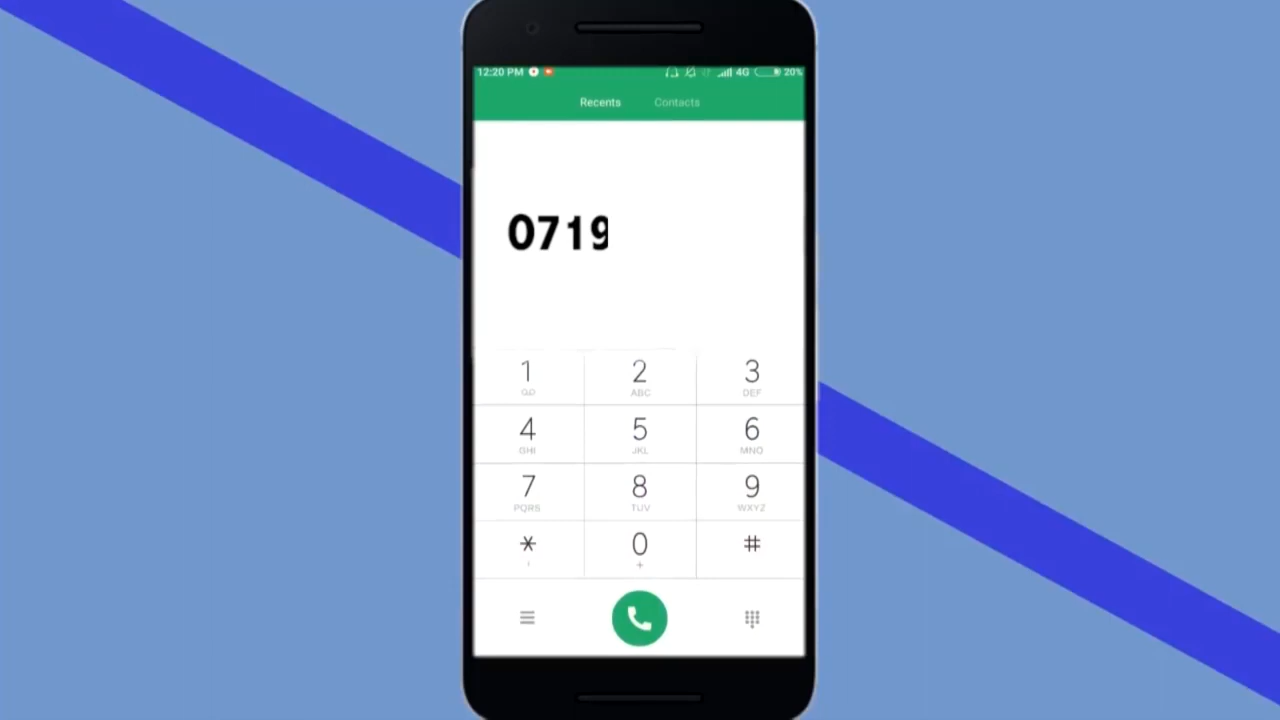 12:20 PM 4G 20%
Recents Contacts
0719
1 2 3
ABC DEF
4 5 6
GHI JKL MNO
7 8 9
PQRS TUV WXYZ
* 0 #
+